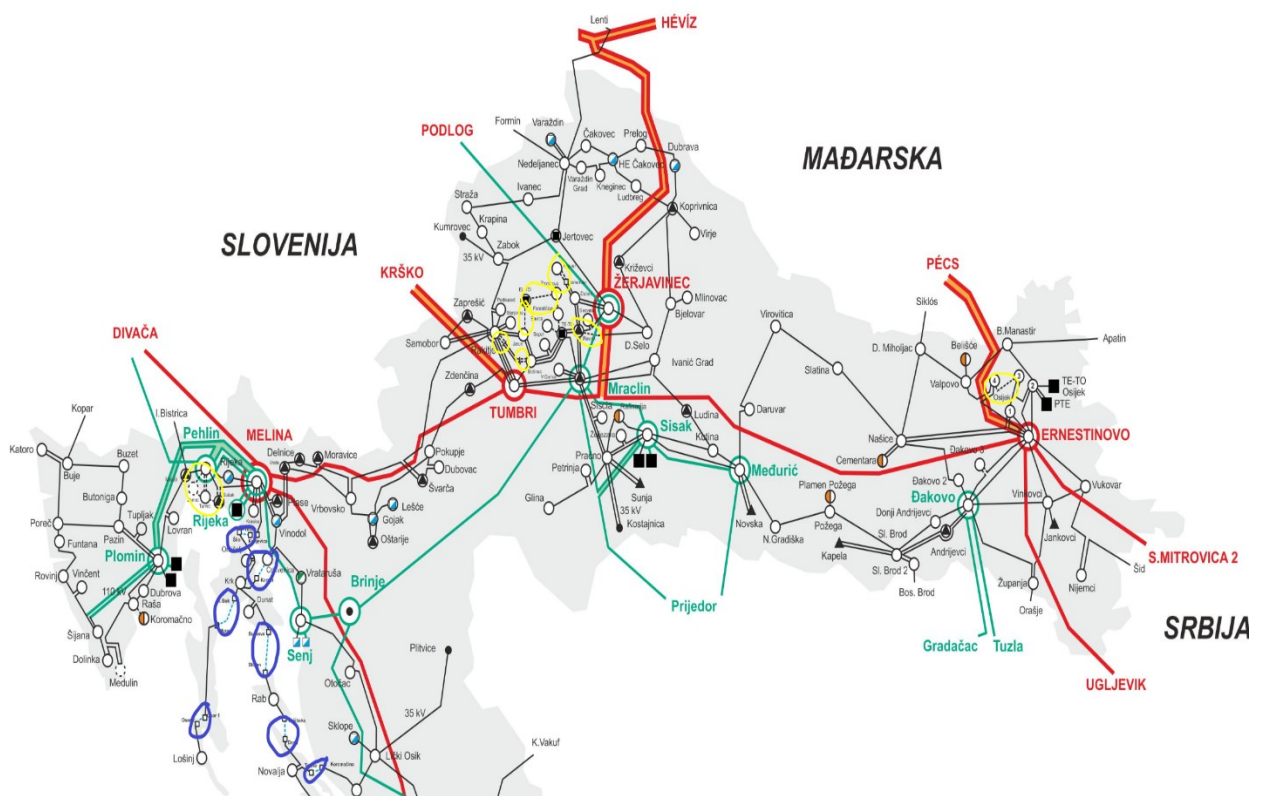 Lenti
HÉVÍZ
PODLOG
Formin
Varaždin
Čakovec
Prelog
Dubrava
MAĐARSKA
Nedeljanec
HE Čakovec
Varaždin
Grad
Kneginec
Ludbreg
Ivanec
Straža
Koprivnica
Krapina
Virje
Kumrovec
Jertovec
SLOVENIJA
Zabok
35 kV
Križevci
PÉCS
KRŠKO
ŽERJAVINEC
Zaprešić
Mlinovac
Siklós
Bjelovar
Virovitica
B.Manastir
Apatin
DIVAČA
Samobor
D.Selo
D. Miholjac
Belišće
Ivanić Grad
Slatina
Valpovo
4
3
Osijek
2
TE-TO
Osijek
PTE
1
Zdenčina
Mraclin
TUMBRI
Ludina
Daruvar
Kopar
I.Bistrica
Sisak
Pehlin
MELINA
Kutina
Našice
ERNESTINOVO
Katoro
Buzet
Delnice
Moravice
Pokupje
Dubovac
Pračno
Petrinja
Međurić
Cementara
Đakovo 3
Buje
Rijeka
Švarča
Glina
Sunja
Đakovo 2
Vukovar
Butoniga
Vrbovsko
Lešće
35 kV
Plamen Požega
Đakovo
Vinkovci
Poreč
Tupljak
Rijeka
Vinodol
Gojak
Kostajnica
Novska
Požega
Donji Andrijevci
Pazin
Lovran
Oštarije
N.Gradiška
Sl. Brod
Jankovci
Funtana
Plomin
Kapela
Andrijevci
S.MITROVICA 2
Šid
Rovinj
Vinčent
Krk
Vrataruša
Brinje
Sl. Brod 2
Nijemci
110 kV
Dubrova
Dunat
Bos. Brod
Županja
Raša
Prijedor
Orašje
Koromačno
SRBIJA
Šijana
Senj
Plitvice
Gradačac
Tuzla
Dolinka
Medulin
Otočac
UGLJEVIK
Rab
35 kV
Sklope
K.Vakuf
Lošinj
Lički Osik
Novalja